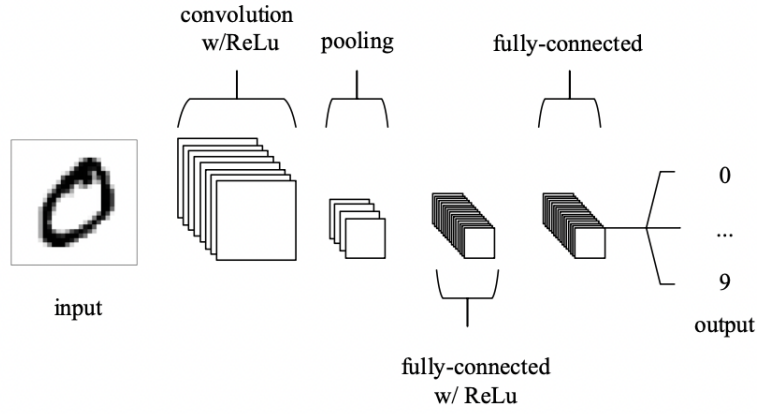 convolution
w/ReLu
pooling
fully-connected
input
0
...
9
output
fully-connected
w/ ReLu